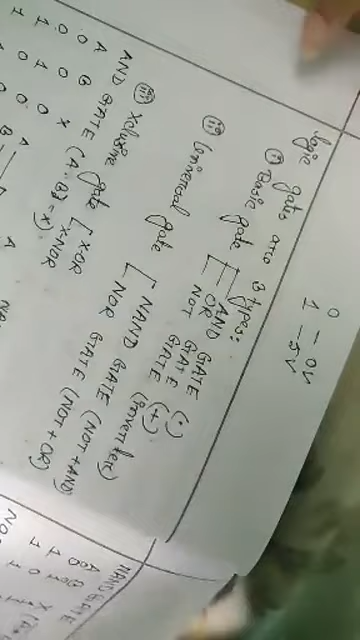 0 - 0V
1 - 5V
Logic gates are 3 types:
(i) Basic gate [ AND GATE (·)
OR GATE (+)
NOT GATE (Inverter)
(ii) Universal gate [ NAND GATE (NOT + AND)
NOR GATE (NOT + OR)
(iii) Xclusive gate [ X-OR
X-NOR
AND GATE (A.B = X)
A B X
0 0 0
0 1 0
NAND GATE
A B X